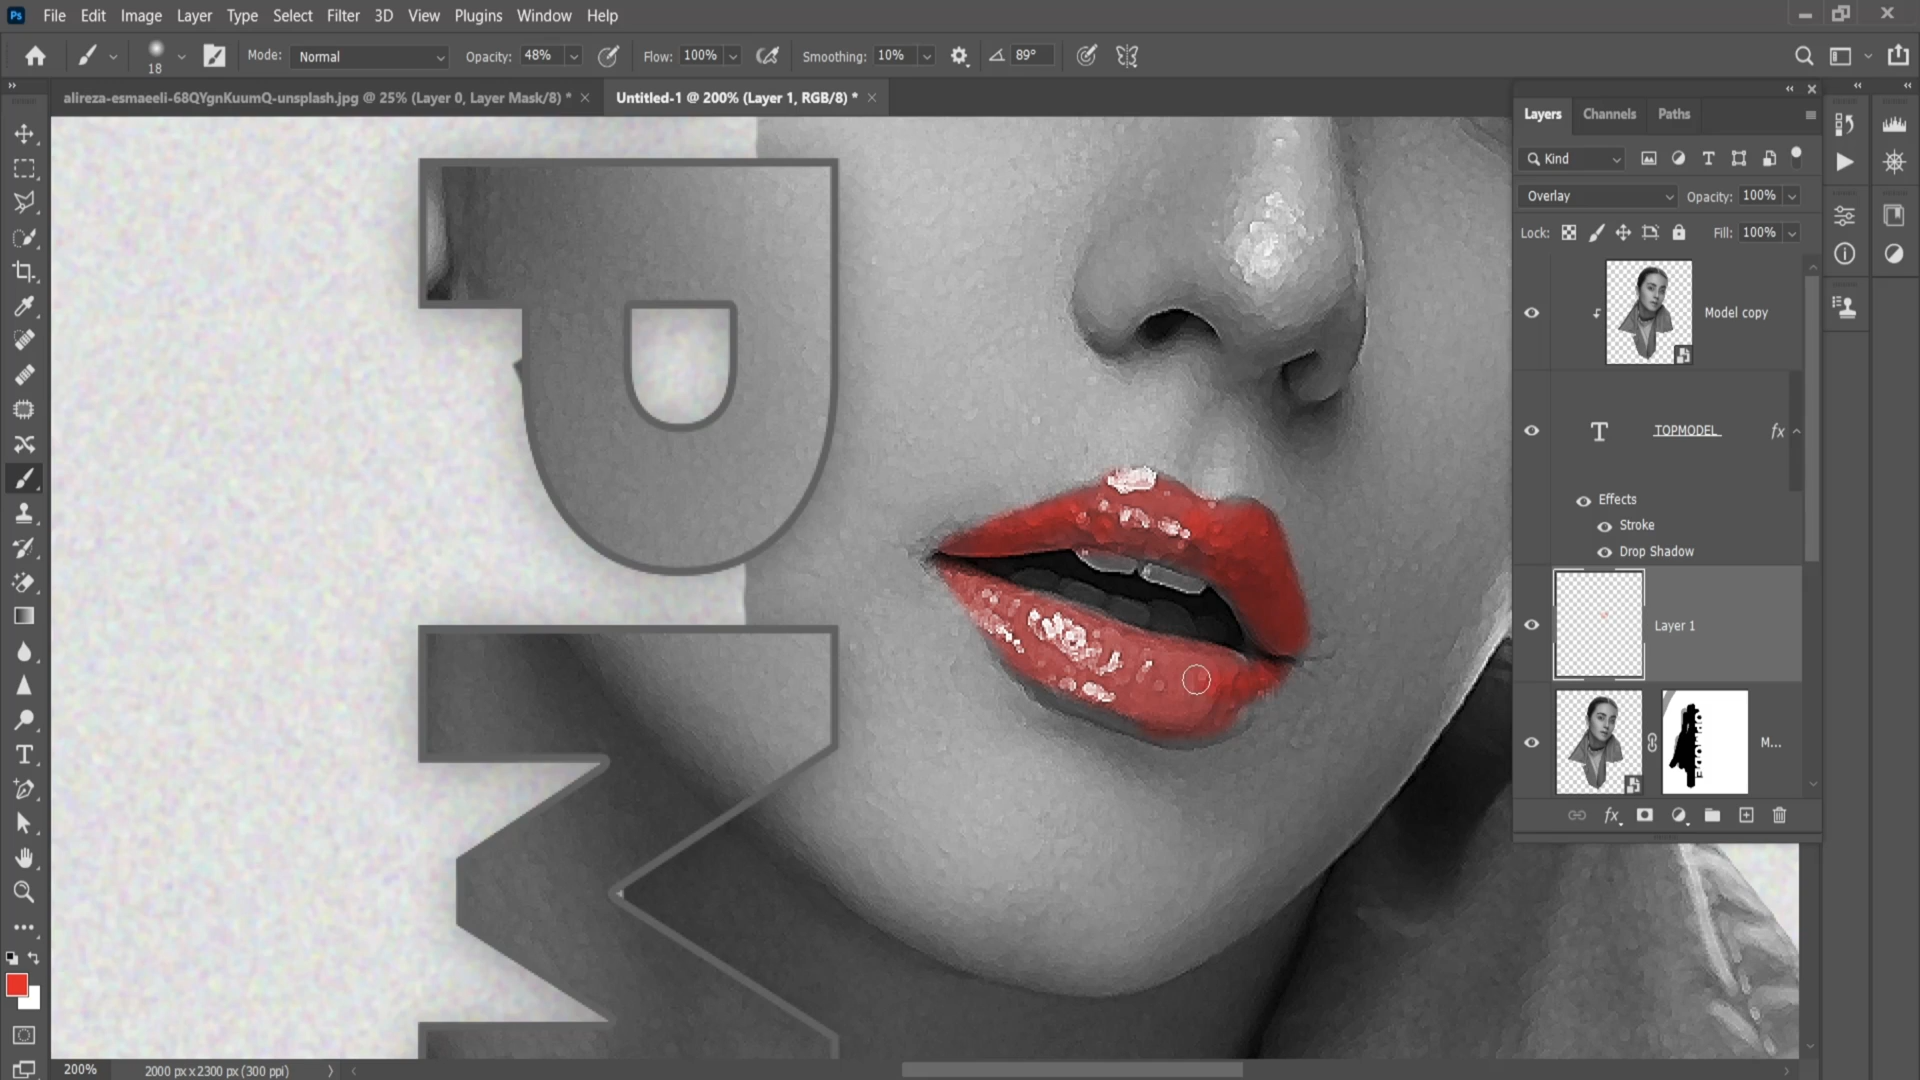 Ps File Edit Image Layer Type Select Filter 3D View Plugins Window Help
18 Mode: Normal Opacity: 48% Flow: 100% Smoothing: 10% 89°
alireza-esmaeeli-68QYgnKuumQ-unsplash.jpg @ 25% (Layer 0, Layer Mask/8) *
Untitled-1 @ 200% (Layer 1, RGB/8) *
P
M
Layers Channels Paths
Kind
Overlay Opacity: 100%
Lock: Fill: 100%
Model copy
T TOPMODEL fx
Effects
Stroke
Drop Shadow
Layer 1
M...
fx
200% 2000 px x 2300 px (300 ppi)